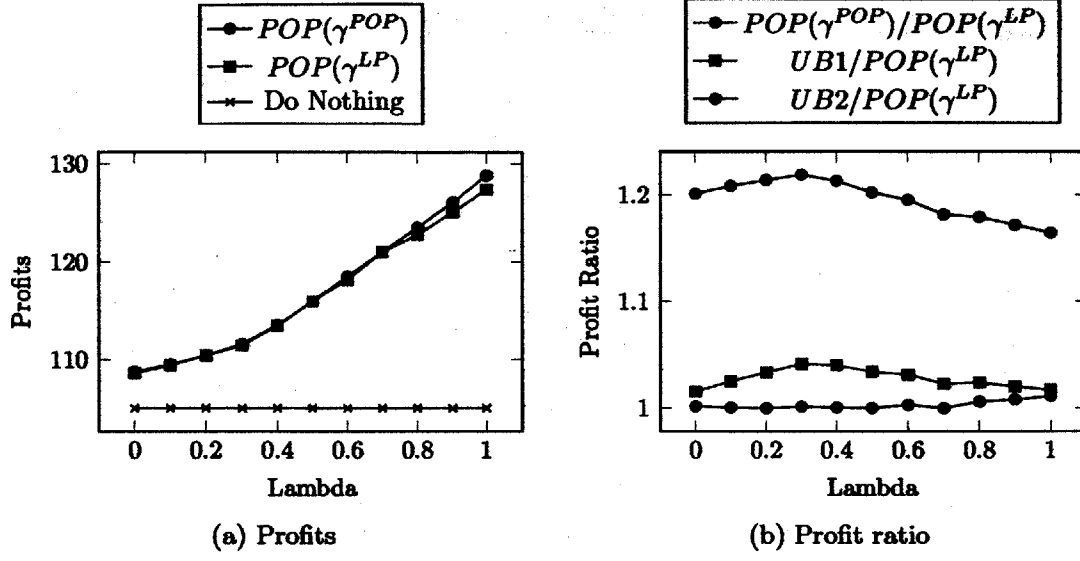 POP(γ^{POP})
POP(γ^{LP})
Do Nothing
130
120
110
Profits
0 0.2 0.4 0.6 0.8 1
Lambda
(a) Profits
POP(γ^{POP})/POP(γ^{LP})
UB1/POP(γ^{LP})
UB2/POP(γ^{LP})
1.2
1.1
1
Profit Ratio
0 0.2 0.4 0.6 0.8 1
Lambda
(b) Profit ratio